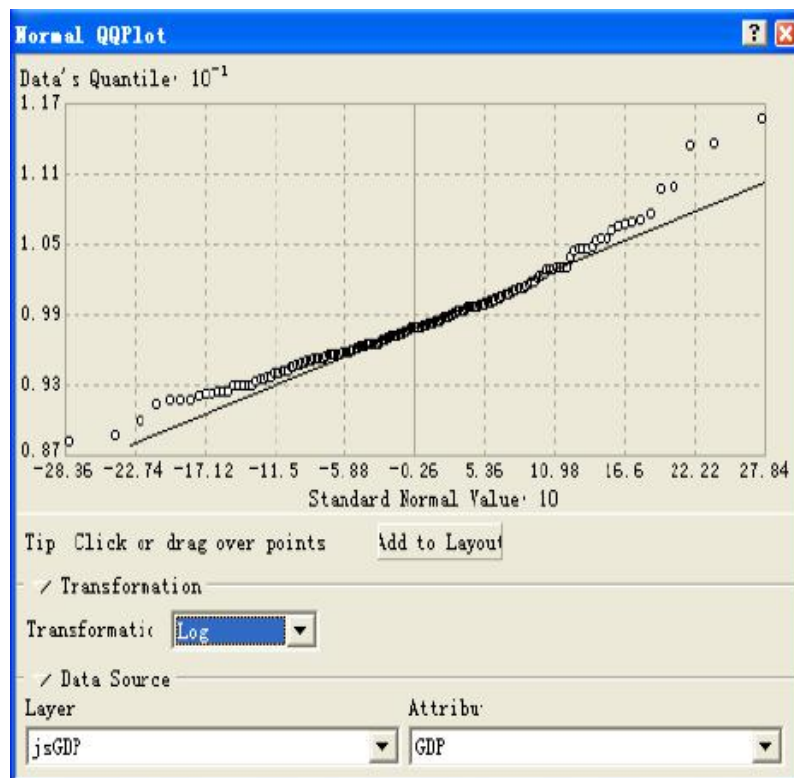 Normal QQPlot
Data's Quantile· 10⁻¹
1.17
1.11
1.05
0.99
0.93
0.87
-28.36 -22.74 -17.12 -11.5 -5.88 -0.26 5.36 10.98 16.6 22.22 27.84
Standard Normal Value· 10
Tip Click or drag over points Add to Layout
Transformation
Transformatic Log
Data Source
Layer Attribu
jsGDP GDP